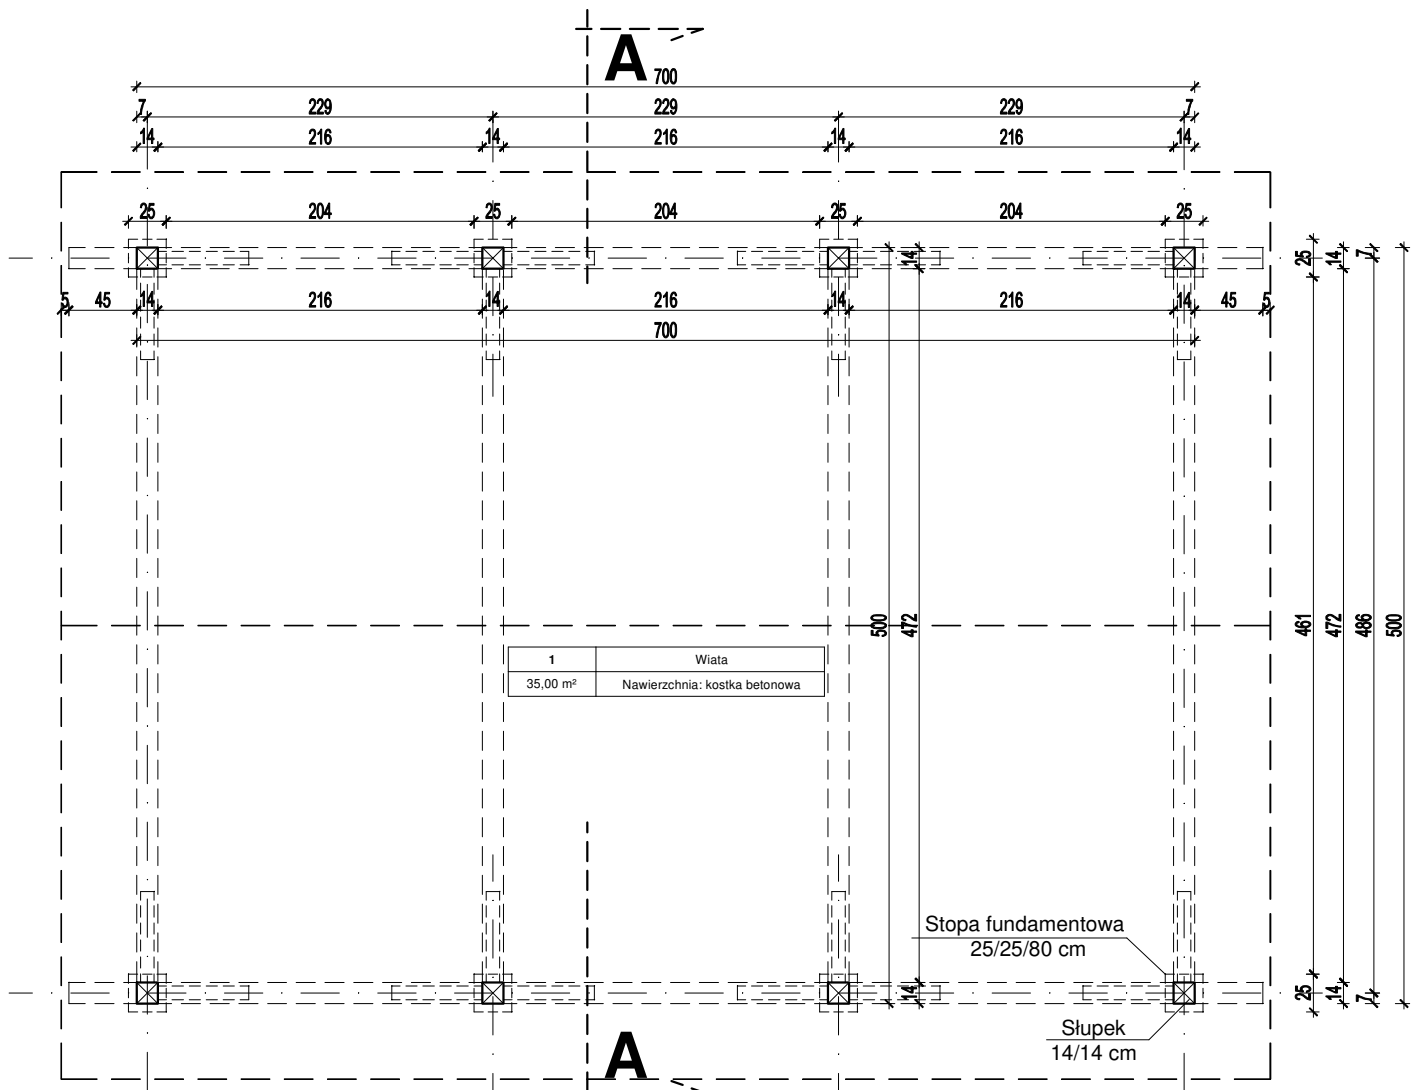 A
700
7 229 229 229 7
14 216 14 216 14 216 14
25 204 25 204 25 204 25
14
25 14 7
5 45 14 216 14 216 14 216 14 45 5
700
500 472
461 472 486 500
1 Wiata
35,00 m² Nawierzchnia: kostka betonowa
Stopa fundamentowa
25/25/80 cm
14
25 14 7
Słupek
14/14 cm
A